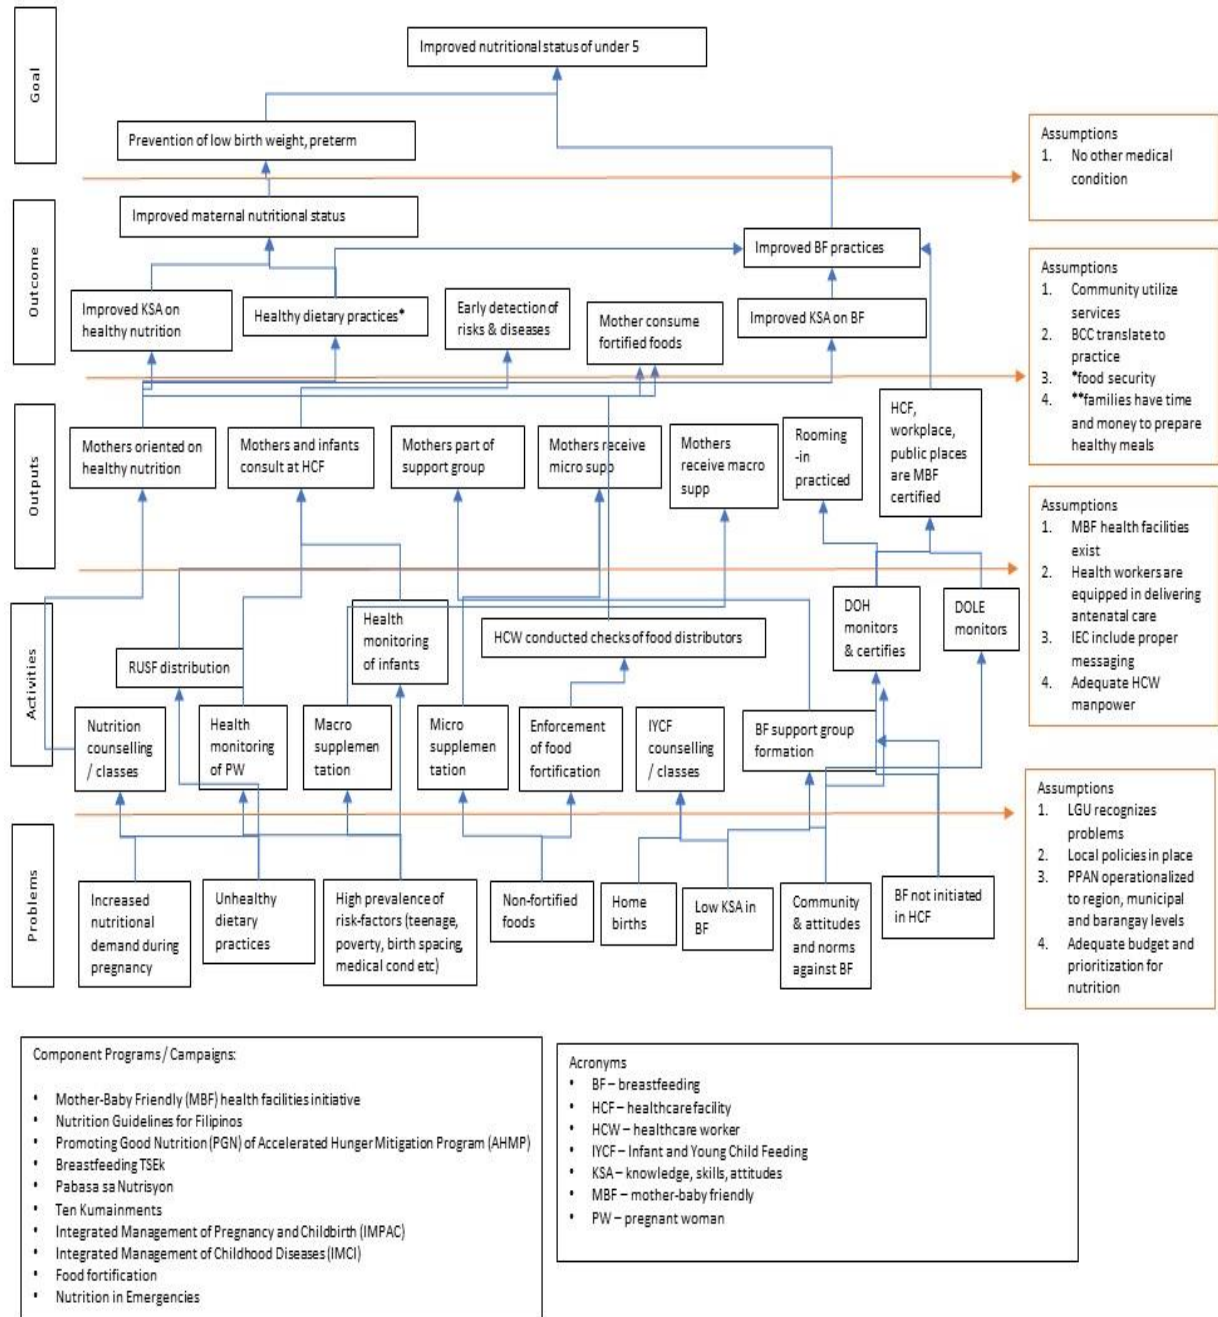 Goal
Improved nutritional status of under 5
Prevention of low birth weight, preterm
Assumptions
1. No other medical
condition
Outcome
Improved maternal nutritional status
Improved BF practices
Improved KSA on
healthy nutrition
Healthy dietary practices*
Early detection of
risks & diseases
Mother consume
fortified foods
Improved KSA on BF
Assumptions
1. Community utilize
services
2. BCC translate to
practice
3. *food security
4. **families have time
and money to prepare
healthy meals
Outputs
Mothers oriented on
healthy nutrition
Mothers and infants
consult at HCF
Mothers part of
support group
Mothers receive
micro supp
Mothers
receive macro
supp
Rooming
-in
practiced
HCF,
workplace,
public places
are MBF
certified
Assumptions
1. MBF health facilities
exist
2. Health workers are
equipped in delivering
antenatal care
3. IEC include proper
messaging
4. Adequate HCW
manpower
Activities
RUSF distribution
Health
monitoring
of infants
HCW conducted checks of food distributors
DOH
monitors
& certifies
DOLE
monitors
Nutrition
counselling
/ classes
Health
monitoring
of PW
Macro
supplemen
tation
Micro
supplemen
tation
Enforcement
of food
fortification
IYCF
counselling
/ classes
BF support group
formation
Assumptions
1. LGU recognizes
problems
2. Local policies in place
3. PPAN operationalized
to region, municipal
and barangay levels
4. Adequate budget and
prioritization for
nutrition
Problems
Increased
nutritional
demand during
pregnancy
Unhealthy
dietary
practices
High prevalence of
risk-factors (teenage,
poverty, birth spacing,
medical cond etc)
Non-fortified
foods
Home
births
Low KSA in
BF
Community
& attitudes
and norms
against BF
BF not initiated
in HCF
Component Programs / Campaigns:
• Mother-Baby Friendly (MBF) health facilities initiative
• Nutrition Guidelines for Filipinos
• Promoting Good Nutrition (PGN) of Accelerated Hunger Mitigation Program (AHMP)
• Breastfeeding TSEk
• Pabasa sa Nutrisyon
• Ten Kumainments
• Integrated Management of Pregnancy and Childbirth (IMPAC)
• Integrated Management of Childhood Diseases (IMCI)
• Food fortification
• Nutrition in Emergencies
Acronyms
• BF – breastfeeding
• HCF – healthcare facility
• HCW – healthcare worker
• IYCF – Infant and Young Child Feeding
• KSA – knowledge, skills, attitudes
• MBF – mother-baby friendly
• PW – pregnant woman